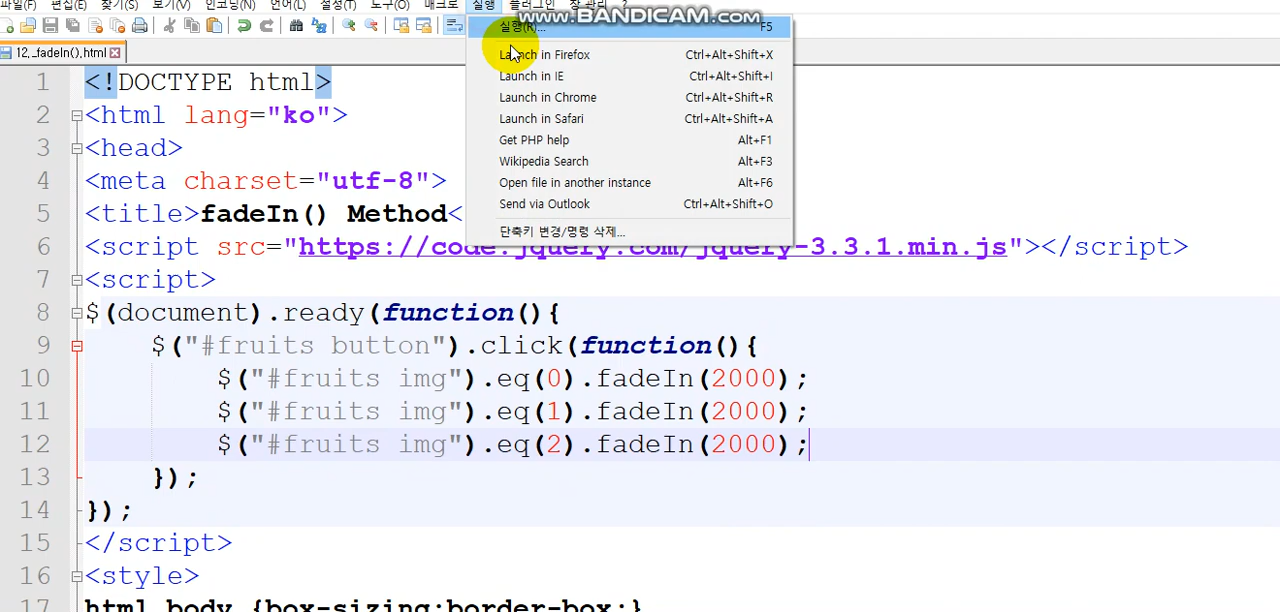 파일(F) 편집(E) 찾기(S) 보기(V) 인코딩(N) 언어(L) 설정(T) 도구(O) 매크로 실행 플러그인 창 관리 ?
www.BANDICAM.com
실행(R)... F5
12._fadeIn().html
Launch in Firefox Ctrl+Alt+Shift+X
Launch in IE Ctrl+Alt+Shift+I
Launch in Chrome Ctrl+Alt+Shift+R
Launch in Safari Ctrl+Alt+Shift+A
Get PHP help Alt+F1
Wikipedia Search Alt+F3
Open file in another instance Alt+F6
Send via Outlook Ctrl+Alt+Shift+O
단축키 변경/명령 삭제...
1 <!DOCTYPE html>
2 <html lang="ko">
3 <head>
4 <meta charset="utf-8">
5 <title>fadeIn() Method<
6 <script src="https://code.jquery.com/jquery-3.3.1.min.js"></script>
7 <script>
8 $(document).ready(function(){
9 $("#fruits button").click(function(){
10 $("#fruits img").eq(0).fadeIn(2000);
11 $("#fruits img").eq(1).fadeIn(2000);
12 $("#fruits img").eq(2).fadeIn(2000);
13 });
14 });
15 </script>
16 <style>
17 html,body {box-sizing:border-box;}